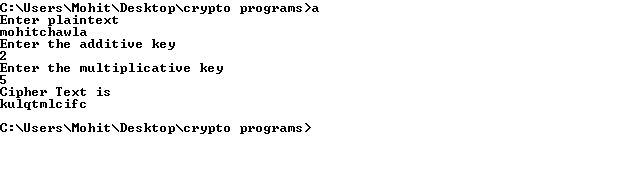 C:\Users\Mohit\Desktop\crypto programs>a
Enter plaintext
mohitchawla
Enter the additive key
2
Enter the multiplicative key
5
Cipher Text is
kulqtmlcifc
C:\Users\Mohit\Desktop\crypto programs>